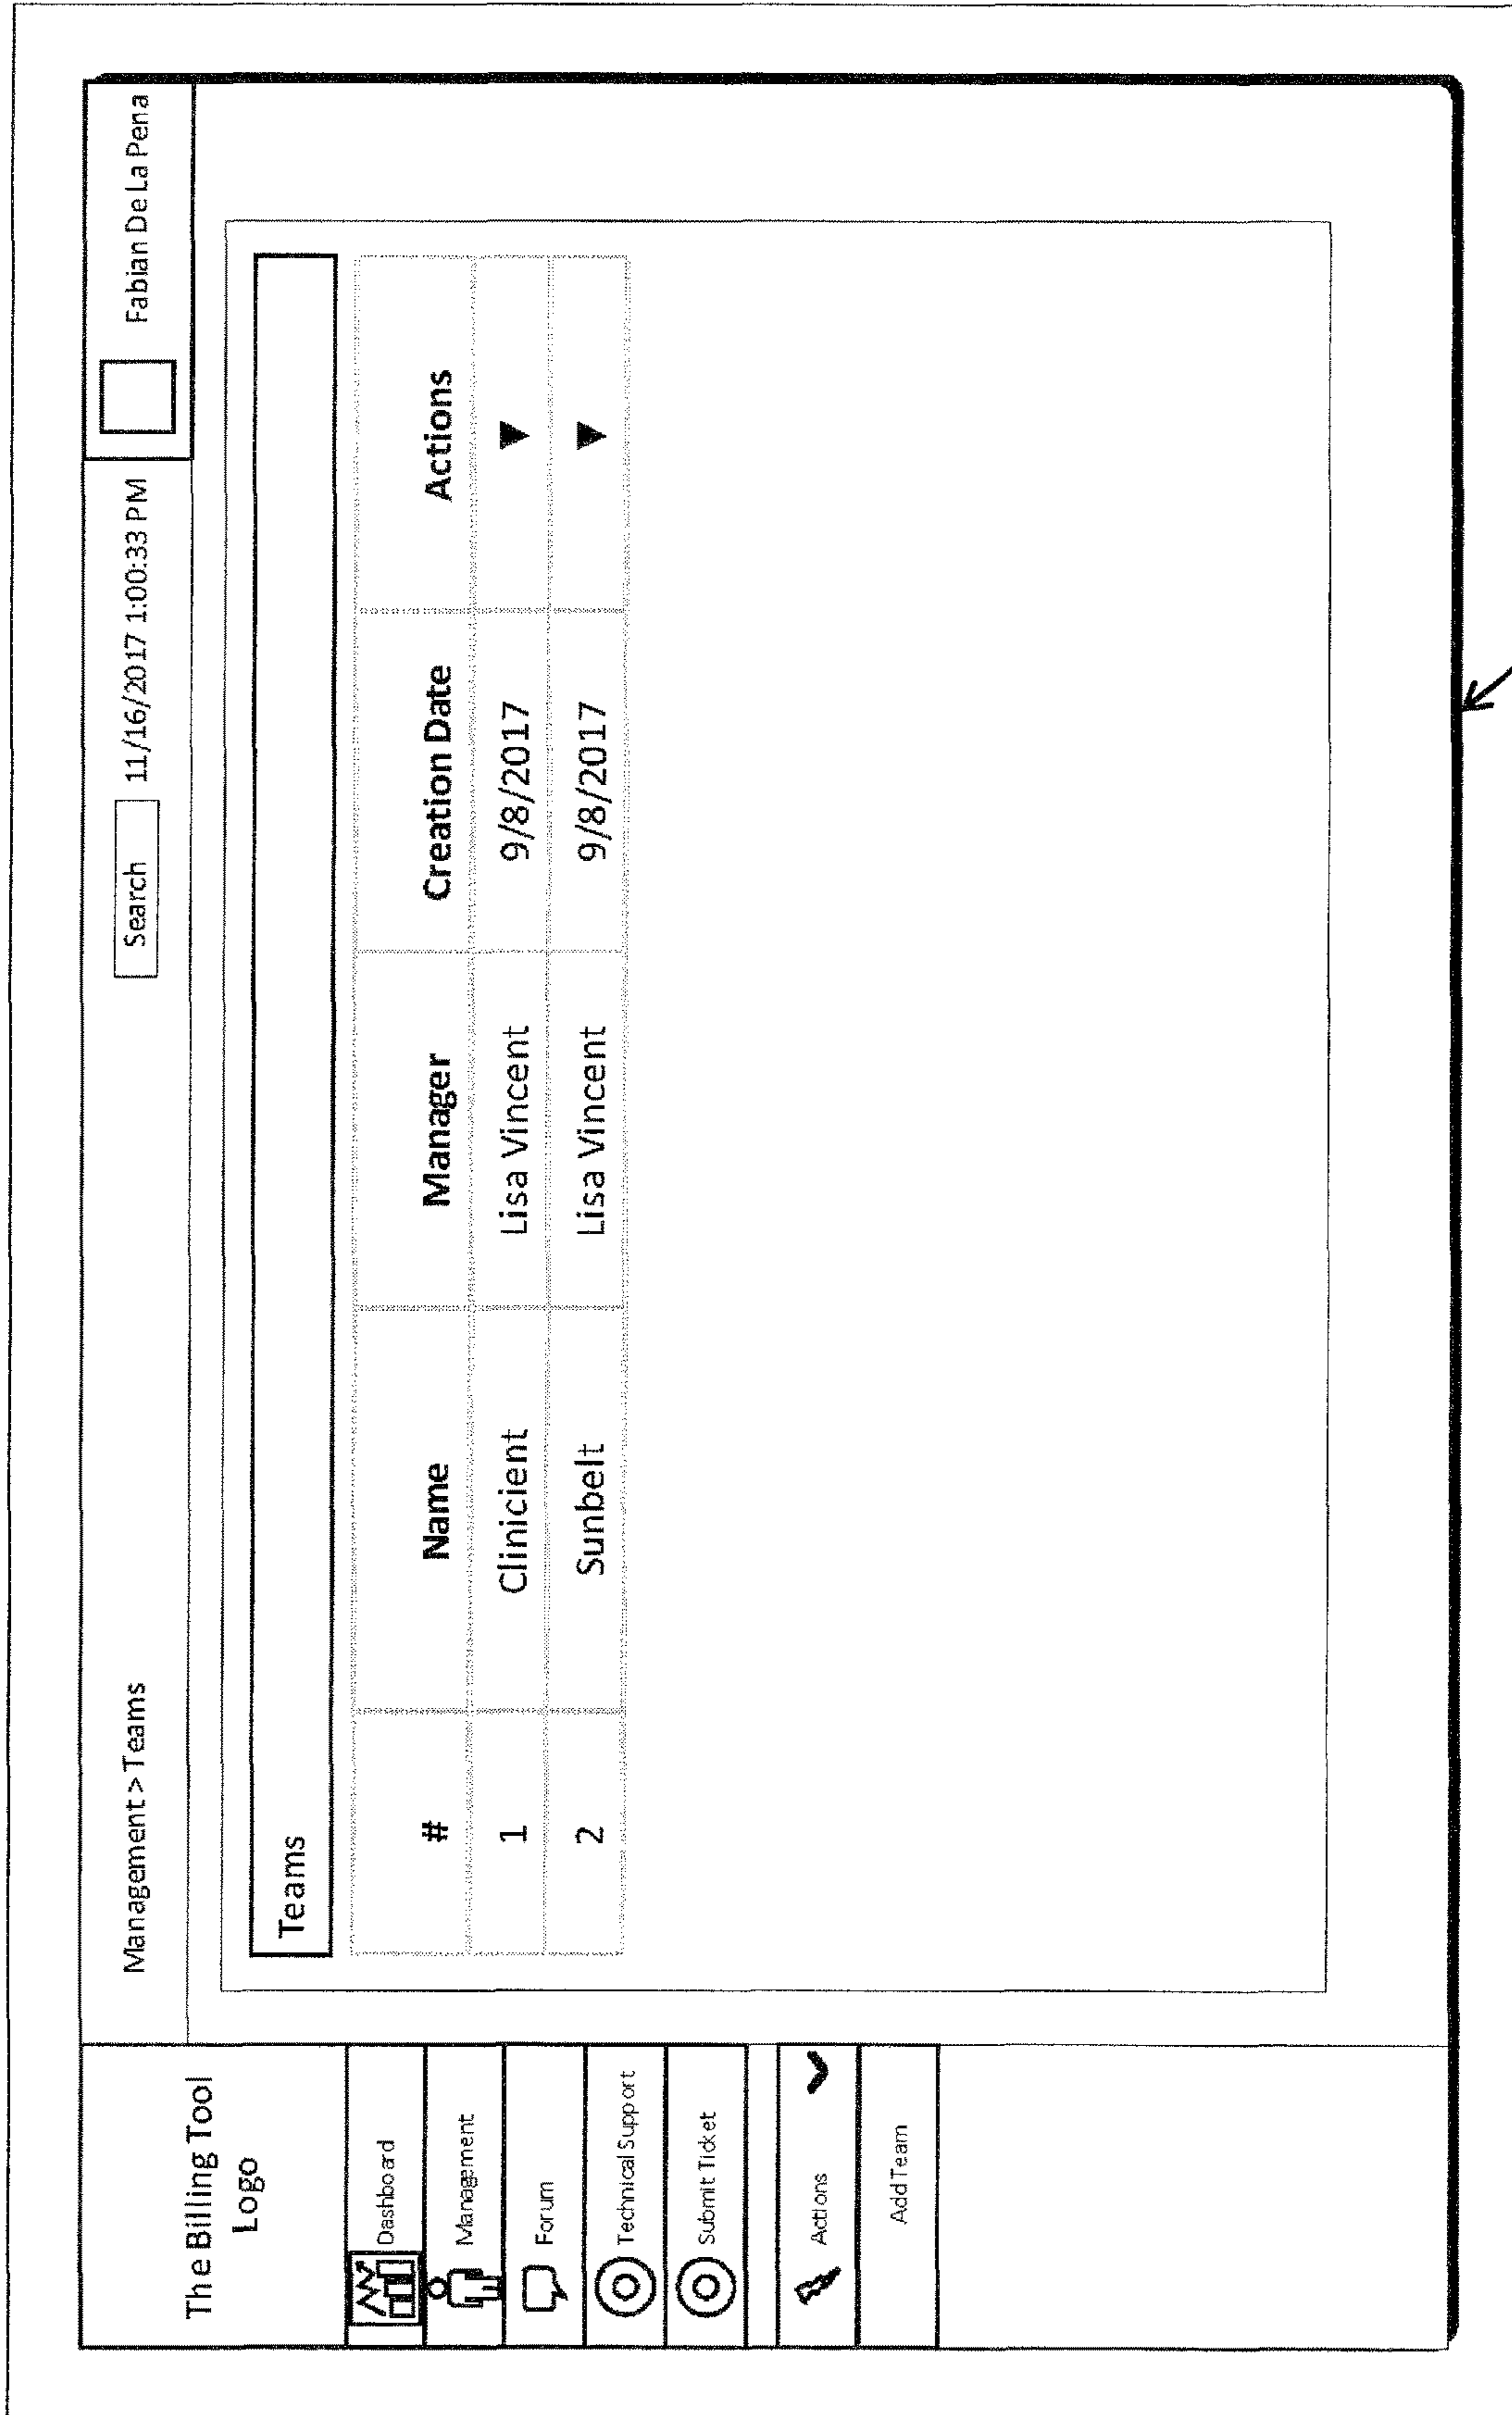 The Billing Tool
Logo
Management > Teams
Search
11/16/2017 1:00:33 PM
Fabian De La Pena
Dashboard
Management
Forum
Technical Support
Submit Ticket
Actions
Add Team
Teams
# Name Manager Creation Date Actions
1 Clinicient Lisa Vincent 9/8/2017 ▼
2 Sunbelt Lisa Vincent 9/8/2017 ▼